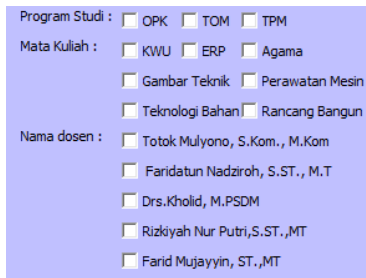 Program Studi : OPK TOM TPM
Mata Kuliah : KWU ERP Agama
Gambar Teknik Perawatan Mesin
Teknologi Bahan Rancang Bangun
Nama dosen : Totok Mulyono, S.Kom., M.Kom
Faridatun Nadziroh, S.ST., M.T
Drs.Kholid, M.PSDM
Rizkiyah Nur Putri,S.ST.,MT
Farid Mujayyin, ST.,MT